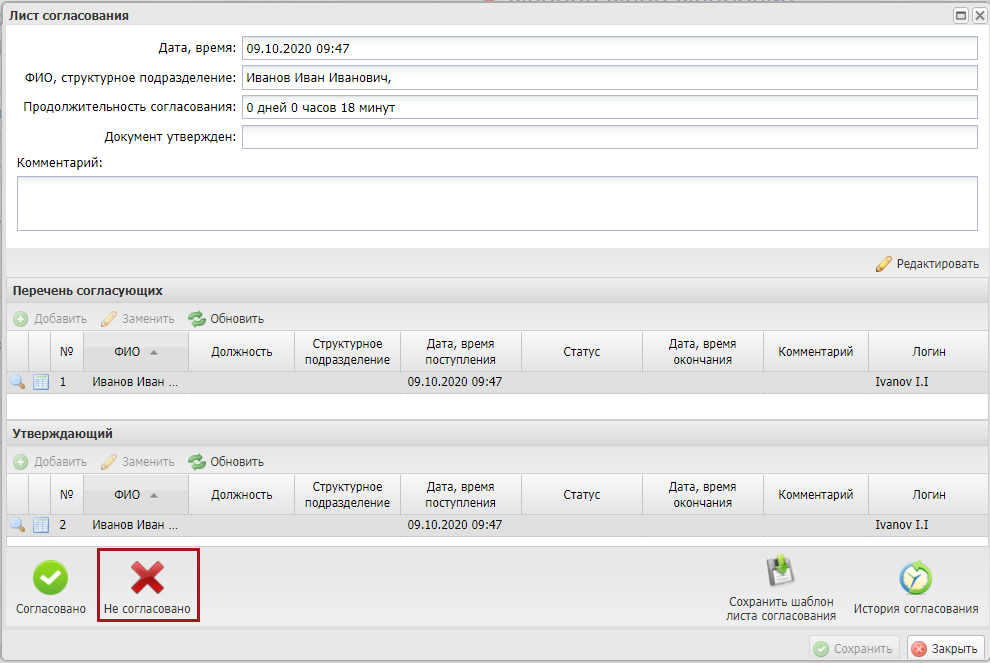 Лист согласования
Дата, время: 09.10.2020 09:47
ФИО, структурное подразделение: Иванов Иван Иванович,
Продолжительность согласования: 0 дней 0 часов 18 минут
Документ утвержден:
Комментарий:
Редактировать
Перечень согласующих
Добавить Заменить Обновить
№ ФИО Должность Структурное подразделение Дата, время поступления Статус Дата, время окончания Комментарий Логин
1 Иванов Иван ... 09.10.2020 09:47 Ivanov I.I
Утверждающий
Добавить Заменить Обновить
№ ФИО Должность Структурное подразделение Дата, время поступления Статус Дата, время окончания Комментарий Логин
2 Иванов Иван ... 09.10.2020 09:47 Ivanov I.I
Согласовано Не согласовано Сохранить шаблон листа согласования История согласования
Сохранить Закрыть